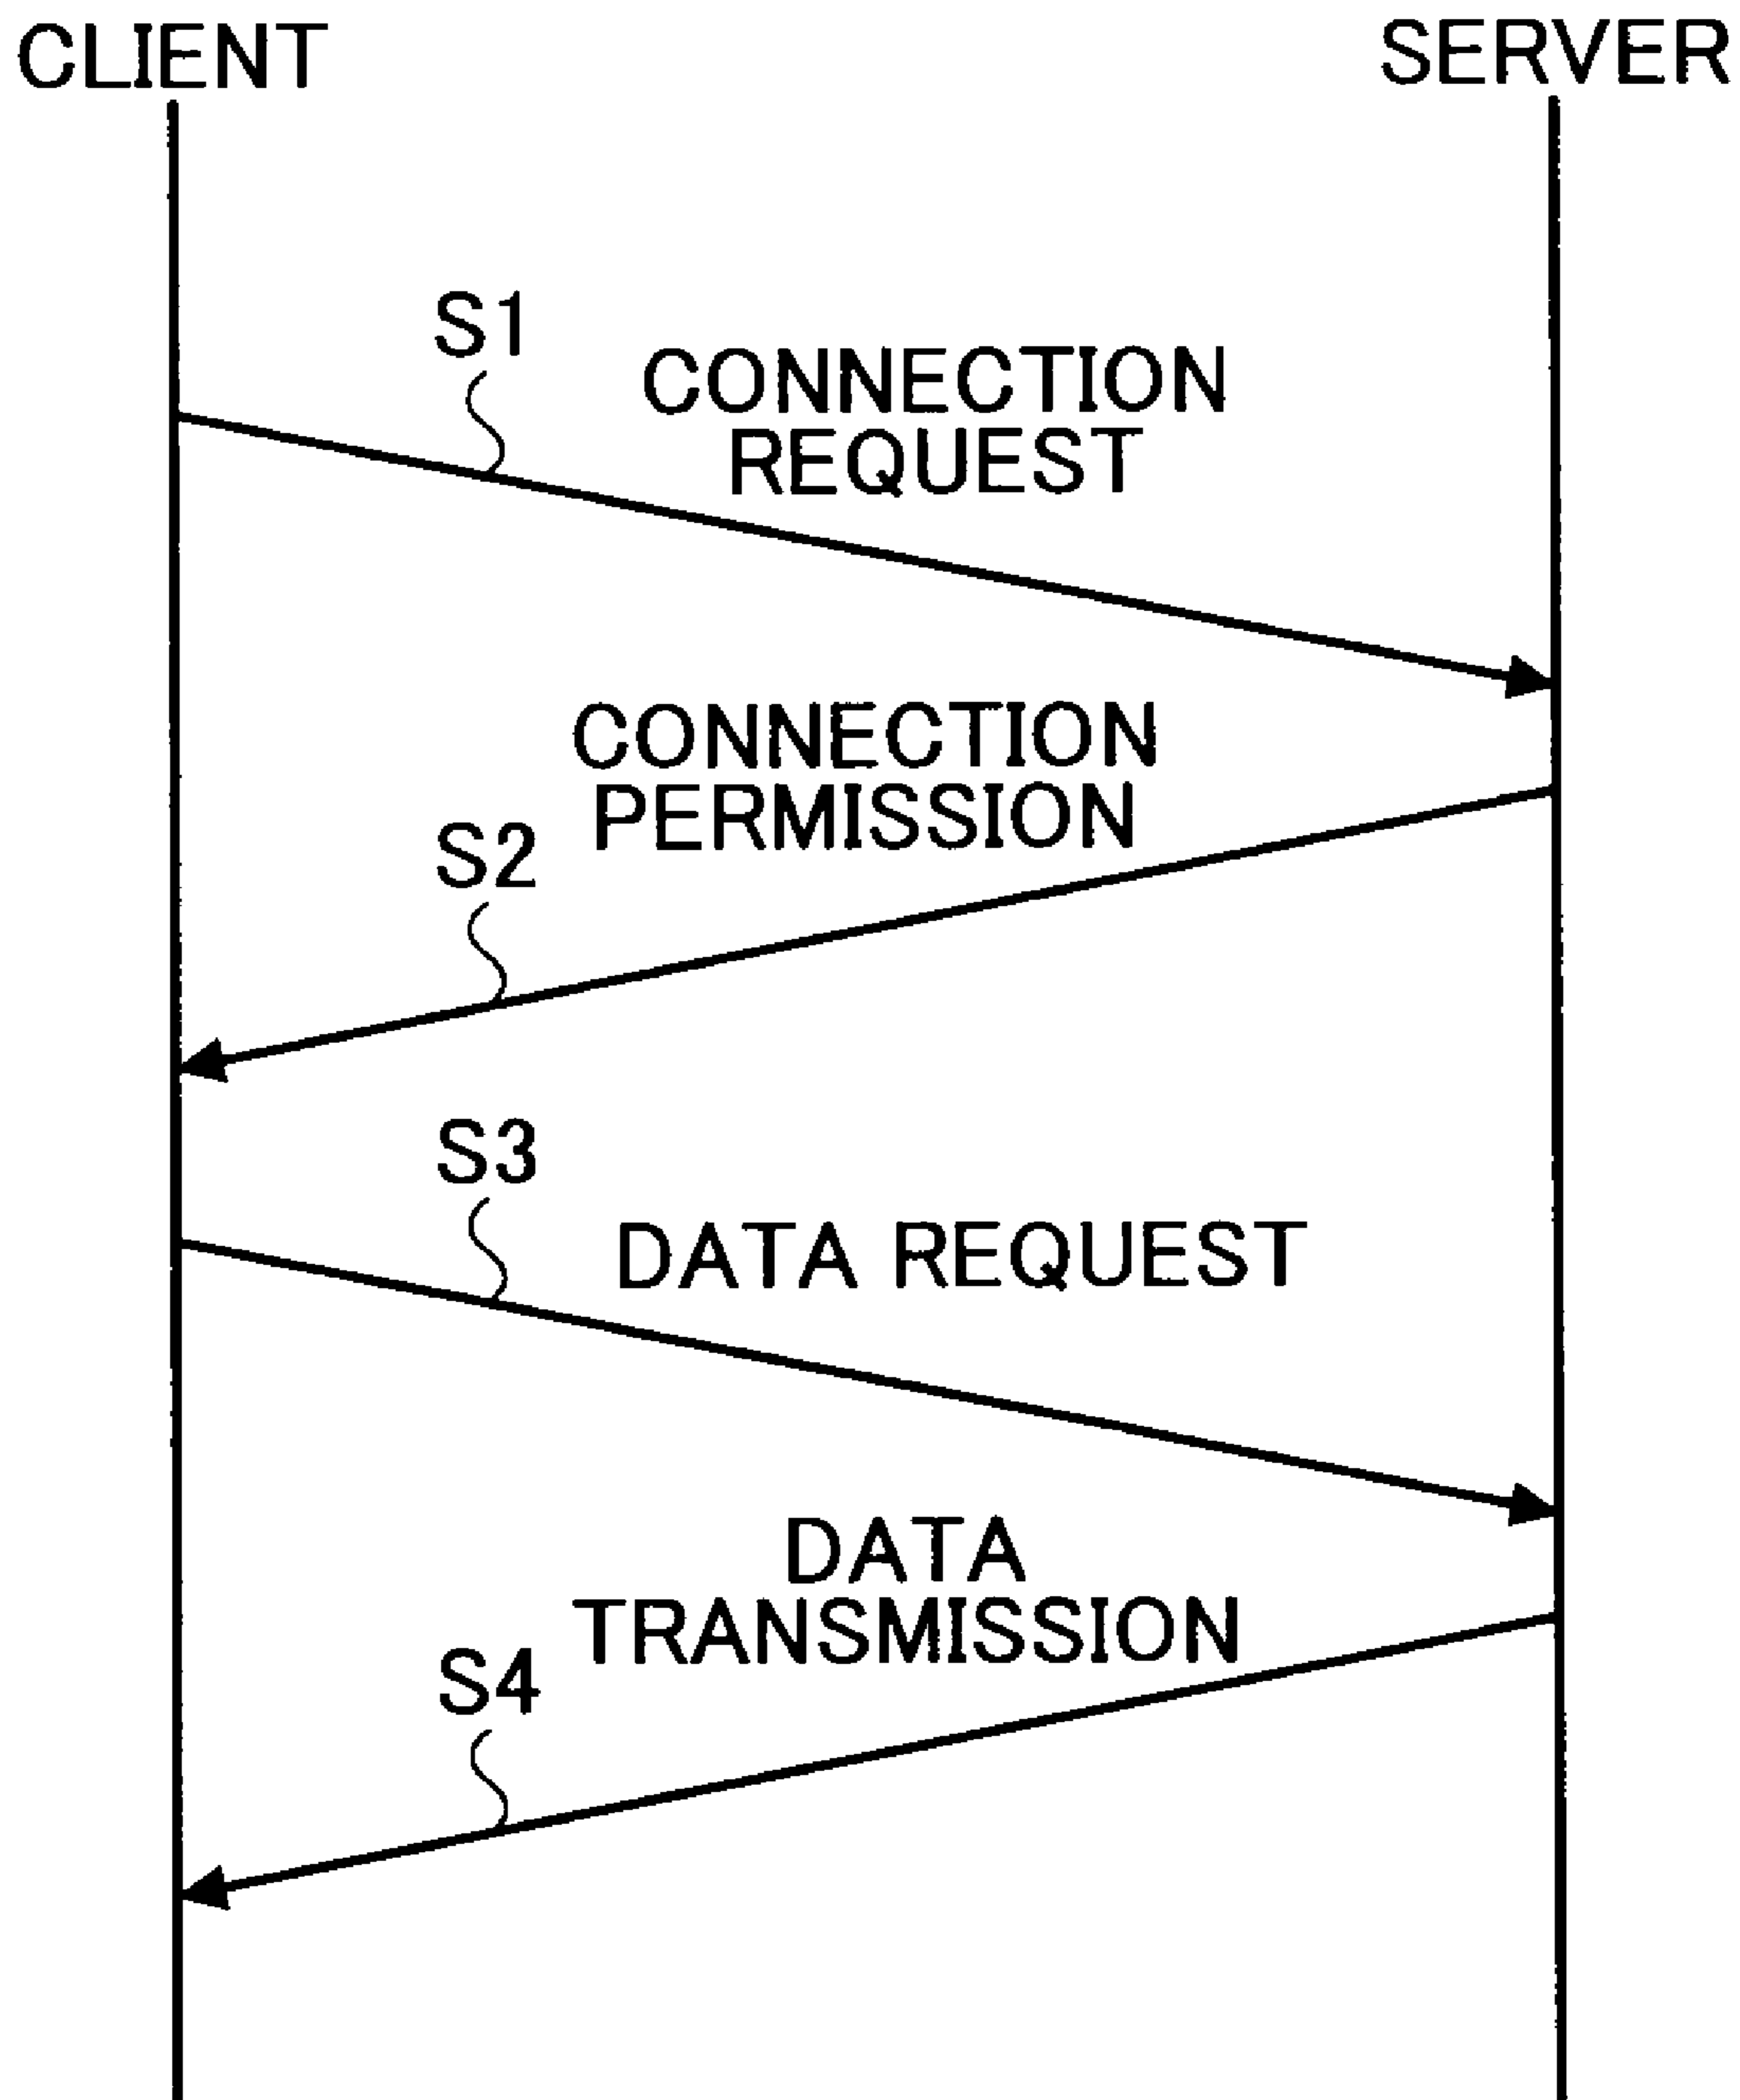 CLIENT
SERVER
S1
CONNECTION
REQUEST
CONNECTION
PERMISSION
S2
S3
DATA REQUEST
DATA
TRANSMISSION
S4